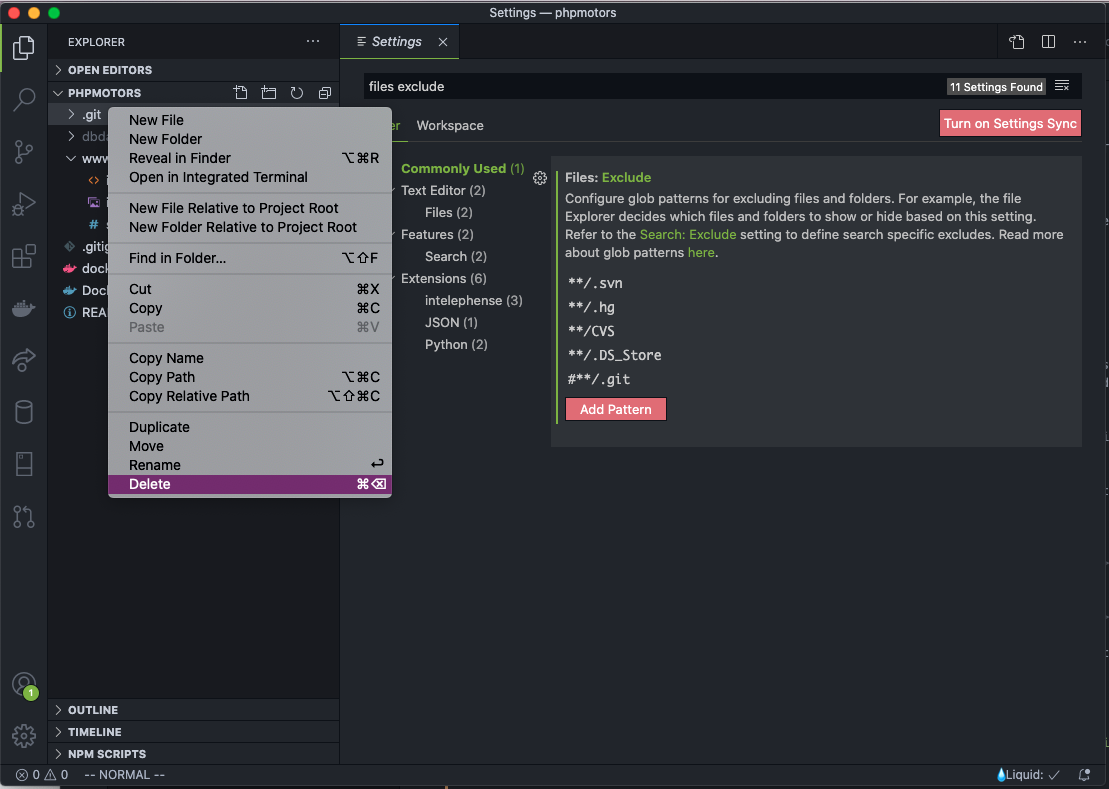 Settings — phpmotors
EXPLORER
Settings
OPEN EDITORS
PHPMOTORS
files exclude
11 Settings Found
.git
Workspace
Turn on Settings Sync
New File
New Folder
Reveal in Finder ⌥⌘R
Open in Integrated Terminal
New File Relative to Project Root
New Folder Relative to Project Root
Find in Folder... ⌥⇧F
Cut ⌘X
Copy ⌘C
Paste ⌘V
Copy Name
Copy Path ⌥⌘C
Copy Relative Path ⌥⇧⌘C
Duplicate
Move
Rename ↩
Delete ⌘⌫
Commonly Used (1)
Text Editor (2)
Files (2)
Features (2)
Search (2)
Extensions (6)
intelephense (3)
JSON (1)
Python (2)
Files: Exclude
Configure glob patterns for excluding files and folders. For example, the file
Explorer decides which files and folders to show or hide based on this setting.
Refer to the Search: Exclude setting to define search specific excludes. Read more
about glob patterns here.
**/.svn
**/.hg
**/CVS
**/.DS_Store
#**/.git
Add Pattern
1
OUTLINE
TIMELINE
NPM SCRIPTS
0 0 -- NORMAL --
Liquid: ✓